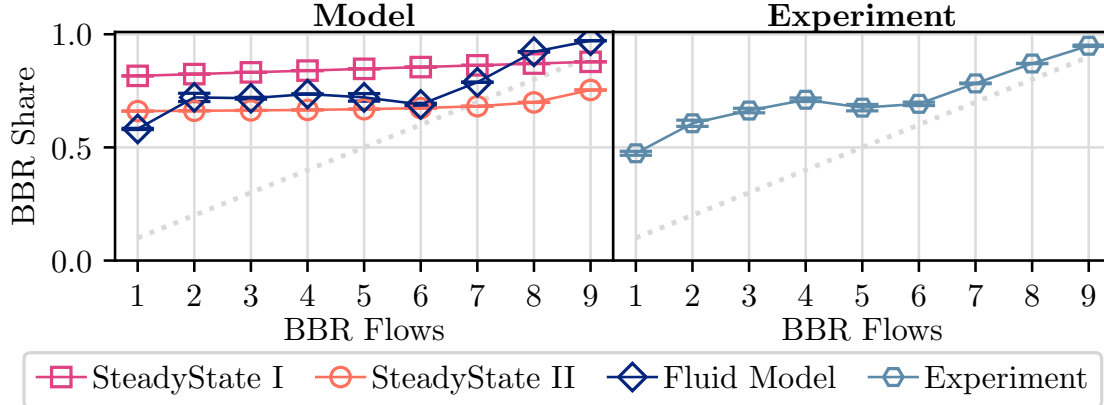 Model
Experiment
BBR Share
1.0
0.5
0.0
1 2 3 4 5 6 7 8 9
1 2 3 4 5 6 7 8 9
BBR Flows
BBR Flows
SteadyState I SteadyState II Fluid Model Experiment